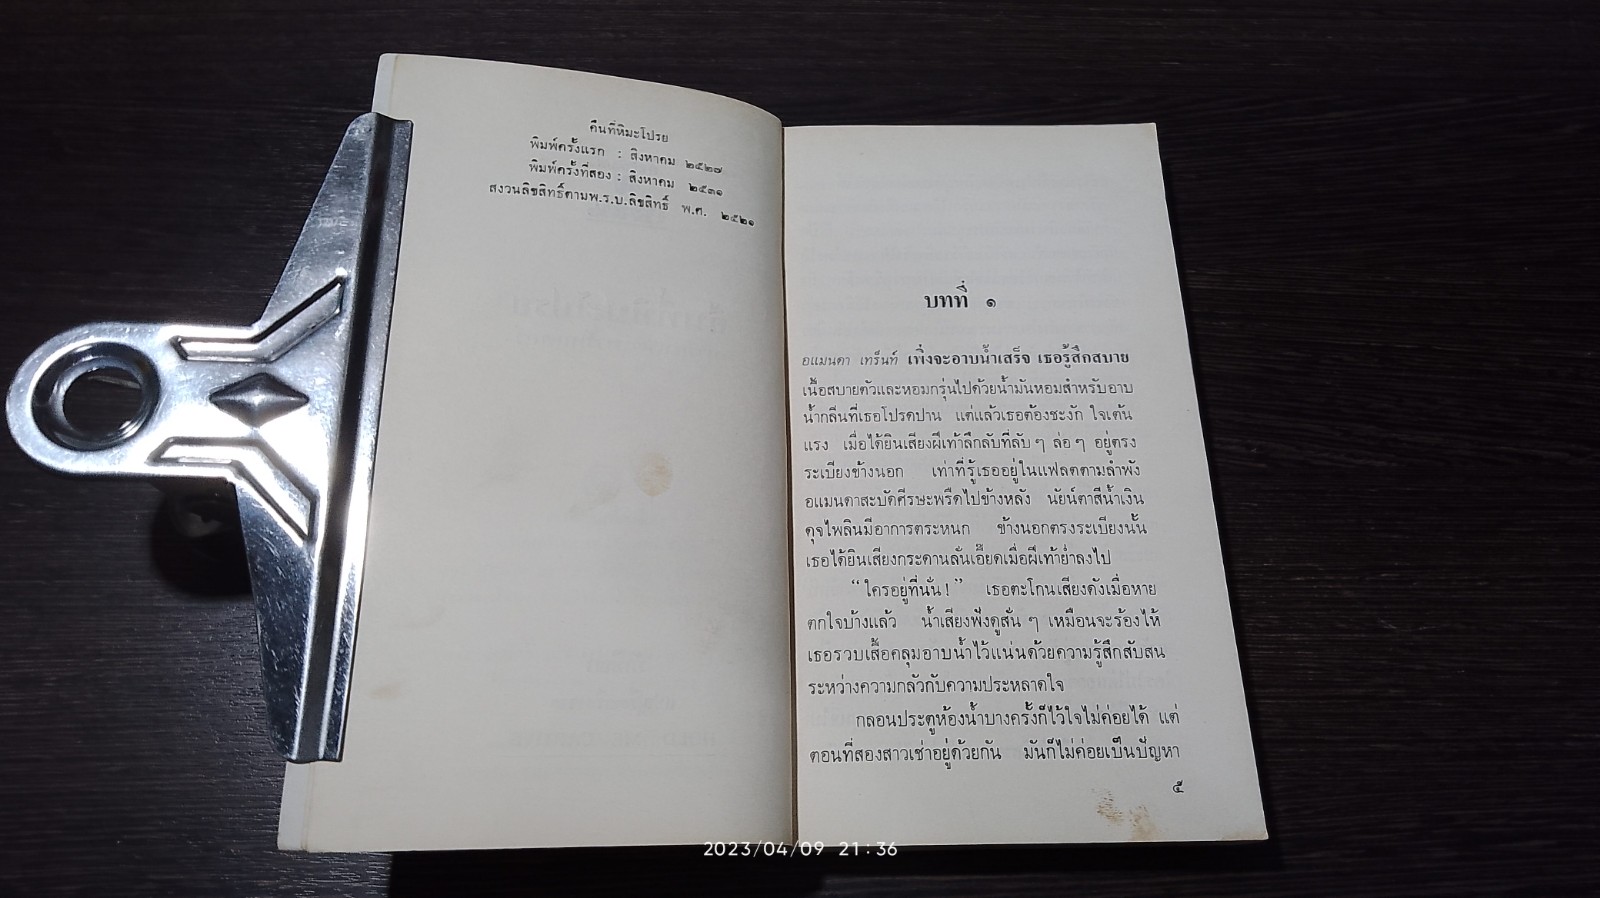 คืนที่หิมะโปรย
พิมพ์ครั้งแรก : สิงหาคม ๒๕๒๗
พิมพ์ครั้งที่สอง : สิงหาคม ๒๕๓๑
สงวนลิขสิทธิ์ตามพ.ร.บ.ลิขสิทธิ์ พ.ศ. ๒๕๒๑
บทที่ ๑
อแมนดา เทร็นท์ เพิ่งจะอาบน้ำเสร็จ เธอรู้สึกสบาย
เนื้อสบายตัวและหอมกรุ่นไปด้วยน้ำมันหอมสำหรับอาบ
น้ำกลิ่นที่เธอโปรดปาน แต่แล้วเธอต้องชะงัก ใจเต้น
แรง เมื่อได้ยินเสียงฝีเท้าลึกลับที่ลับ ๆ ล่อ ๆ อยู่ตรง
ระเบียงข้างนอก เท่าที่รู้เธออยู่ในแฟลตตามลำพัง
อแมนดาสะบัดศีรษะพรืดไปข้างหลัง นัยน์ตาสีน้ำเงิน
ดุจไพลินมีอาการตระหนก ข้างนอกตรงระเบียงนั้น
เธอได้ยินเสียงกระดานลั่นเอี๊ยดเมื่อฝีเท้าย่ำลงไป
“ใครอยู่ที่นั่น!” เธอตะโกนเสียงดังเมื่อหาย
ตกใจบ้างแล้ว น้ำเสียงฟังดูสั่น ๆ เหมือนจะร้องไห้
เธอรวบเสื้อคลุมอาบน้ำไว้แน่นด้วยความรู้สึกสับสน
ระหว่างความกลัวกับความประหลาดใจ
กลอนประตูห้องน้ำบางครั้งก็ไว้ใจไม่ค่อยได้ แต่
ตอนที่สองสาวเช่าอยู่ด้วยกัน มันก็ไม่ค่อยเป็นปัญหา
๕
2023/04/09 21:36